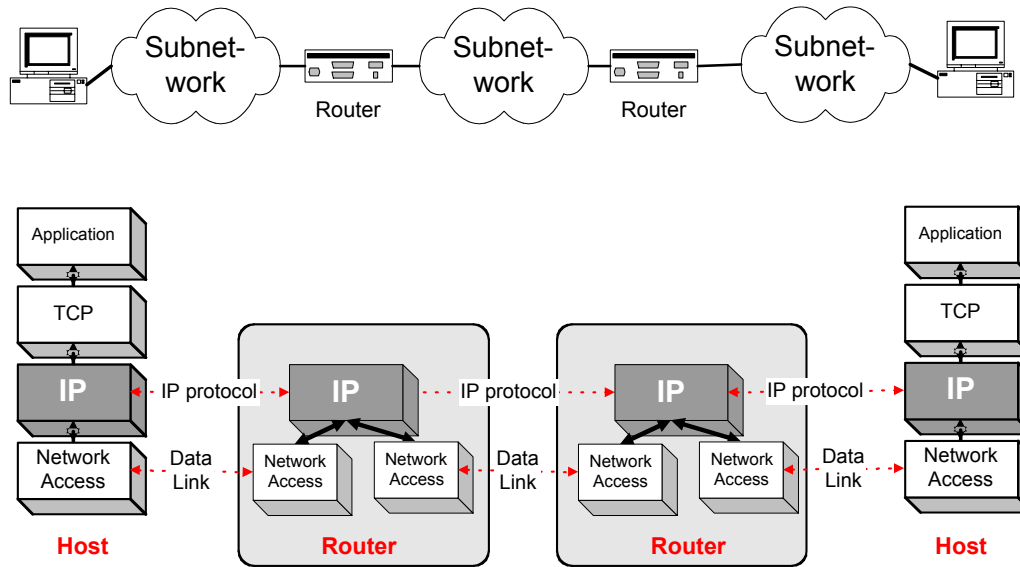 Subnet-
work
Subnet-
work
Subnet-
work
Router
Router
Application
TCP
IP
Network
Access
Host
IP protocol
Data
Link
IP
Network
Access
Network
Access
Router
IP protocol
Data
Link
IP
Network
Access
Network
Access
Router
IP protocol
Data
Link
Application
TCP
IP
Network
Access
Host